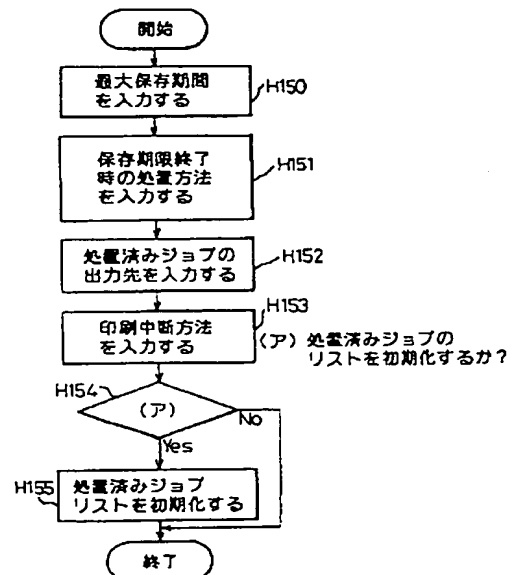 開始
最大保存期間
を入力する
H150
保存期限終了
時の処置方法
を入力する
H151
処置済みジョブの
出力先を入力する
H152
印刷中断方法
を入力する
H153
(ア) 処置済みジョブの
リストを初期化するか?
H154
(ア)
No
Yes
H155
処置済みジョブ
リストを初期化する
終了